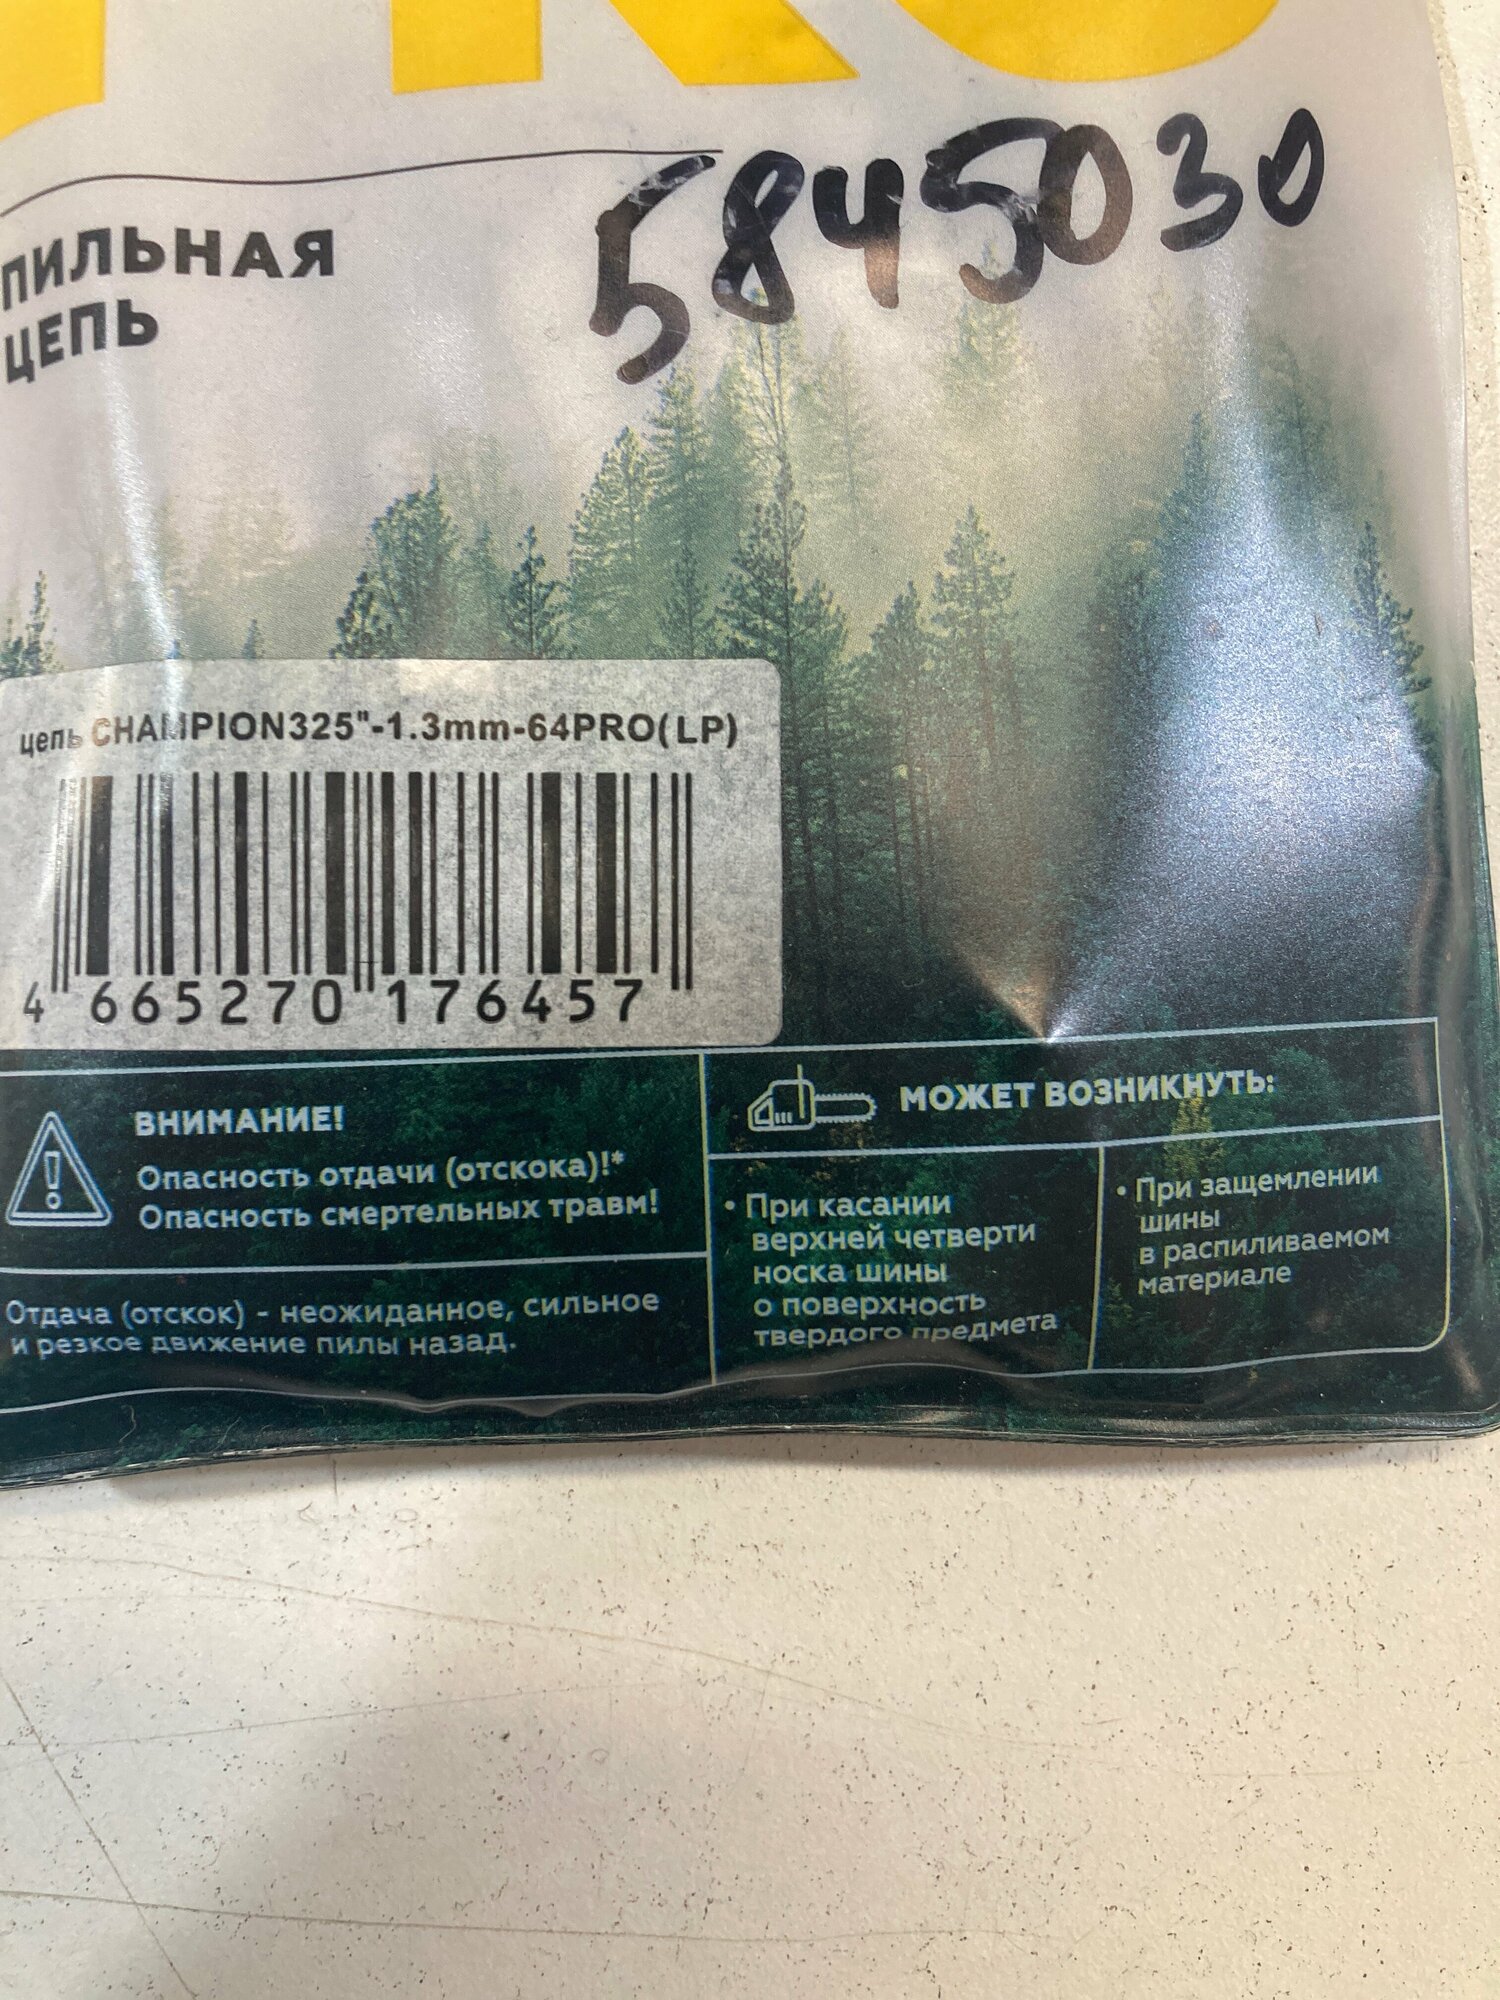 5845030
ПИЛЬНАЯ
ЦЕПЬ
цепь CHAMPION325"-1.3mm-64PRO(LP)
4 665270 176457
ВНИМАНИЕ!
Опасность отдачи (отскока)!*
Опасность смертельных травм!
Отдача (отскок) - неожиданное, сильное
и резкое движение пилы назад.
МОЖЕТ ВОЗНИКНУТЬ:
• При касании
верхней четверти
носка шины
о поверхность
твердого предмета
• При защемлении
шины
в распиливаемом
материале